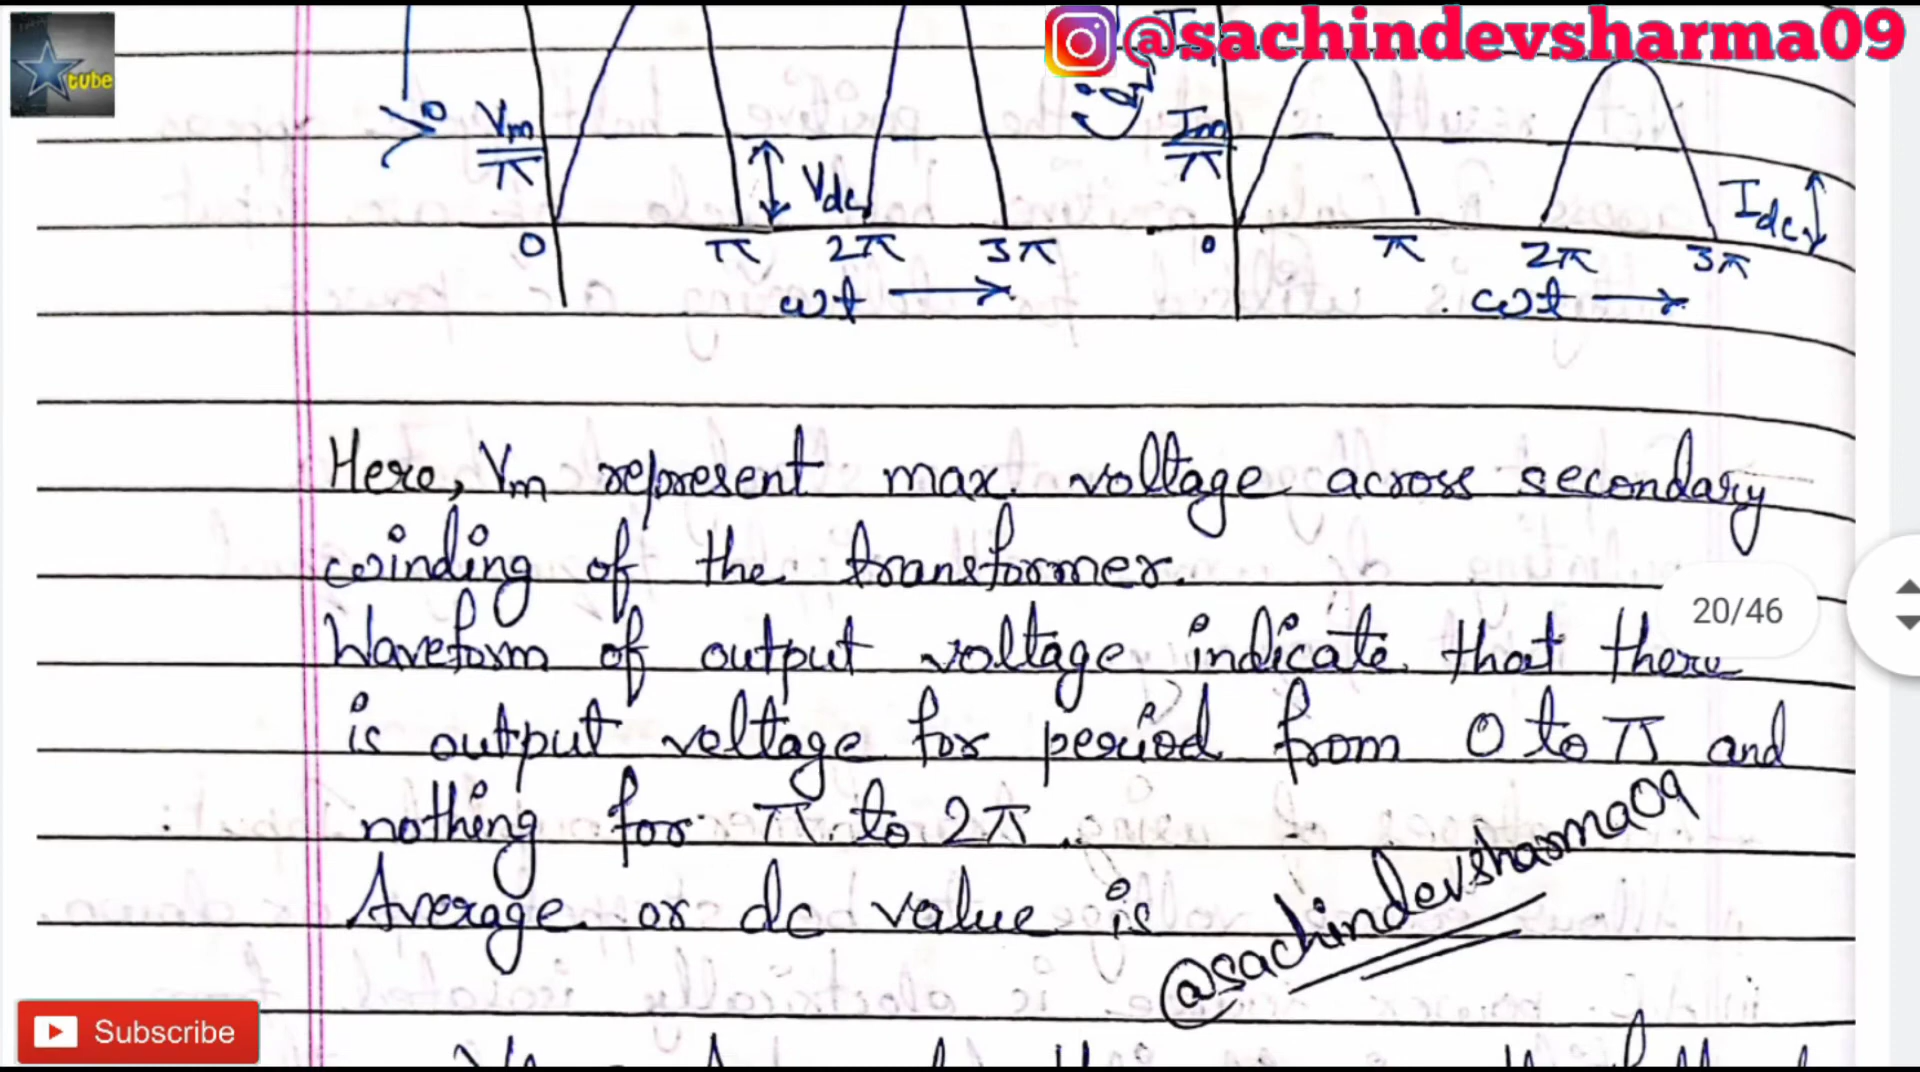 @sachindevsharma09
tube
Vm
π
Vdc
0 π 2π 3π
ωt
Im
π
Idc
0 π 2π 3π
ωt
Here, Vm represent max. voltage across secondary
winding of the transformer.
Waveform of output voltage indicate that there
20/46
is output voltage for period from 0 to π and
nothing for π to 2π.
Average or dc value is
@sachindevsharma09
Subscribe